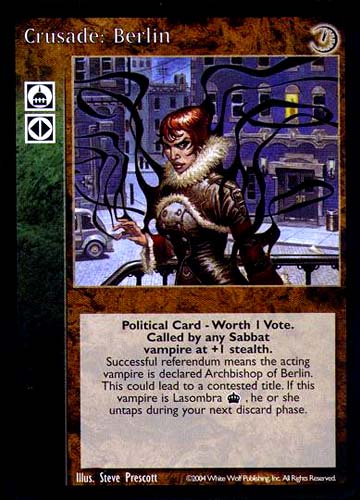 Crusade: Berlin
Political Card - Worth 1 Vote.
Called by any Sabbat
vampire at +1 stealth.
Successful referendum means the acting
vampire is declared Archbishop of Berlin.
This could lead to a contested title. If this
vampire is Lasombra , he or she
untaps during your next discard phase.
Illus. Steve Prescott
©2004 White Wolf Publishing, Inc. All Rights Reserved.